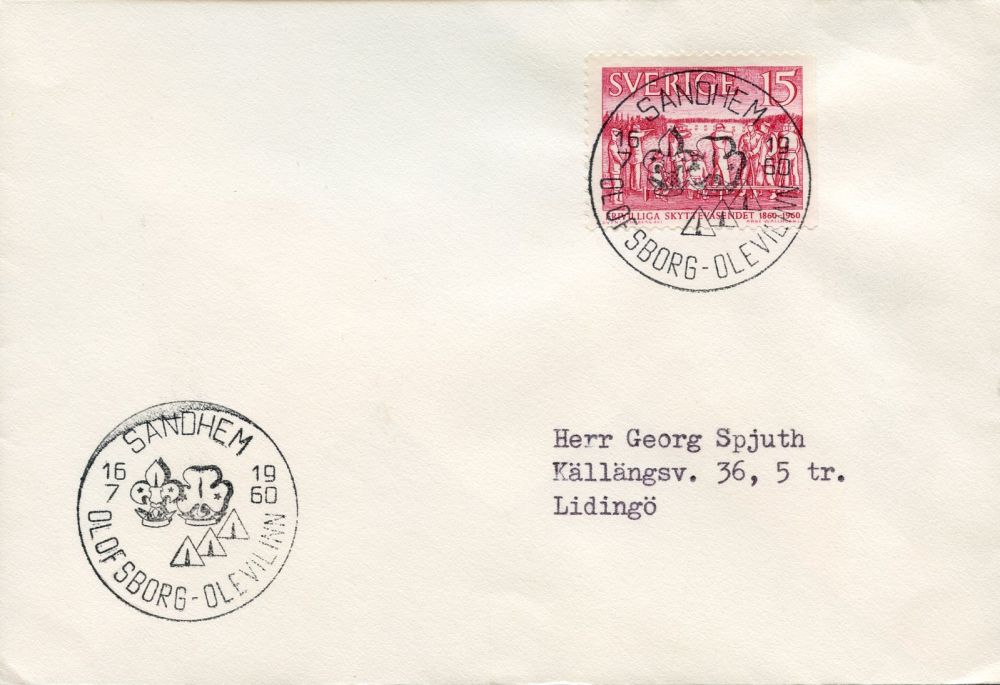 SVERIGE 15
FRIVILLIGA SKYTTEVÄSENDET 1860-1960
SANDHEM
16 19
7 60
OLOFSBORG-OLEVILINN
Herr Georg Spjuth
Källängsv. 36, 5 tr.
Lidingö
SANDHEM
16 19
7 60
OLOFSBORG-OLEVILINN